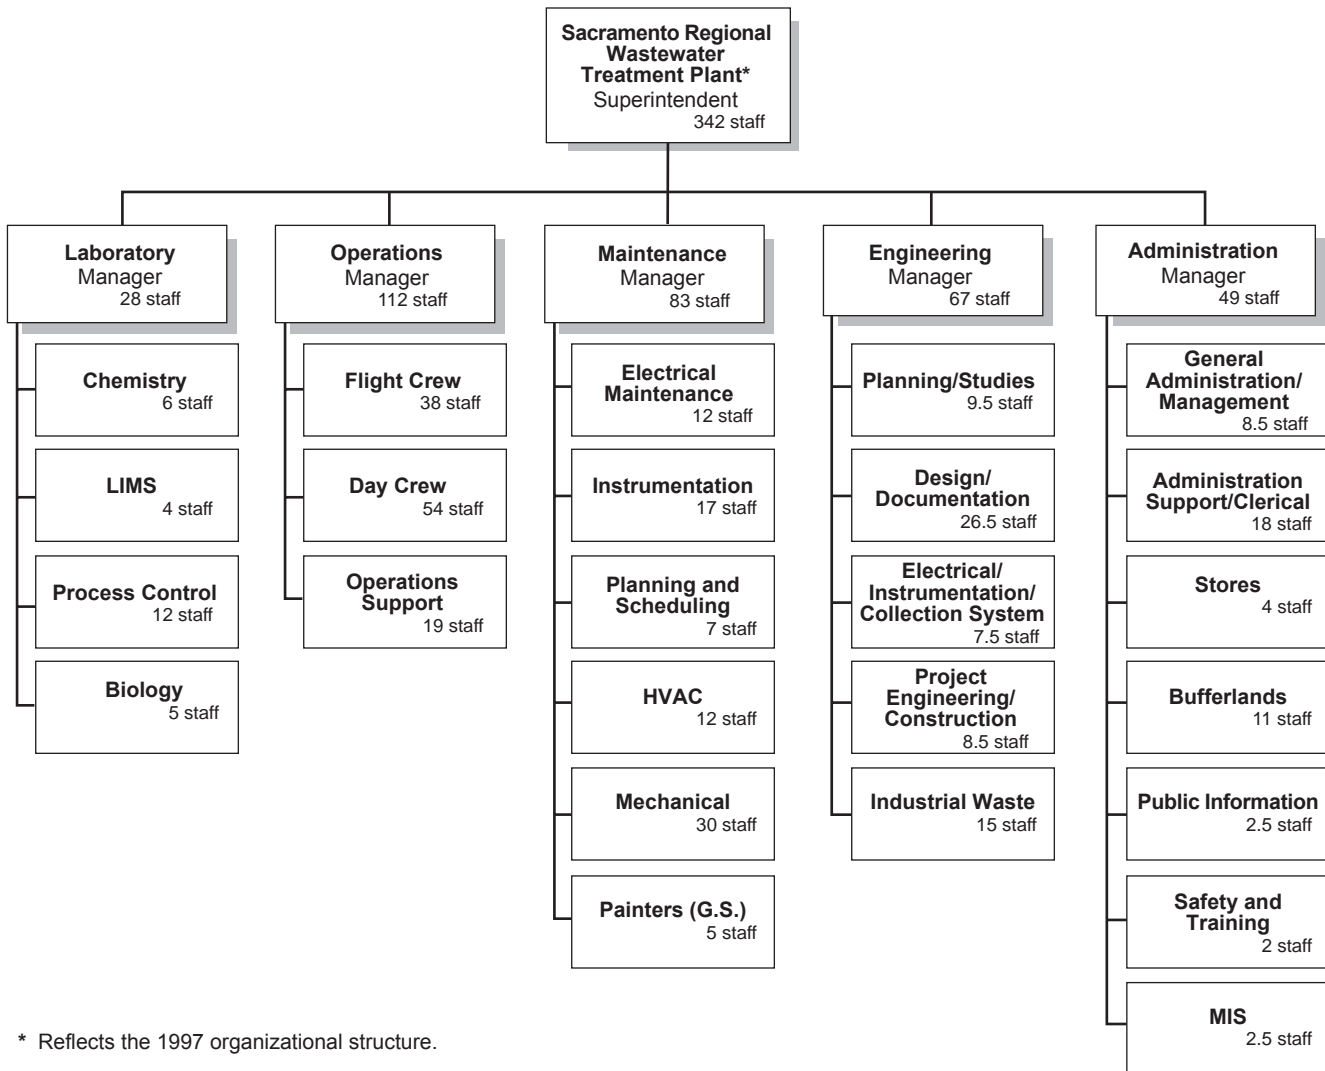 Sacramento Regional
Wastewater
Treatment Plant*
Superintendent
342 staff
Laboratory
Manager
28 staff
Chemistry
6 staff
LIMS
4 staff
Process Control
12 staff
Biology
5 staff
Operations
Manager
112 staff
Flight Crew
38 staff
Day Crew
54 staff
Operations
Support
19 staff
Maintenance
Manager
83 staff
Electrical
Maintenance
12 staff
Instrumentation
17 staff
Planning and
Scheduling
7 staff
HVAC
12 staff
Mechanical
30 staff
Painters (G.S.)
5 staff
Engineering
Manager
67 staff
Planning/Studies
9.5 staff
Design/
Documentation
26.5 staff
Electrical/
Instrumentation/
Collection System
7.5 staff
Project
Engineering/
Construction
8.5 staff
Industrial Waste
15 staff
Administration
Manager
49 staff
General
Administration/
Management
8.5 staff
Administration
Support/Clerical
18 staff
Stores
4 staff
Bufferlands
11 staff
Public Information
2.5 staff
Safety and
Training
2 staff
MIS
2.5 staff
* Reflects the 1997 organizational structure.